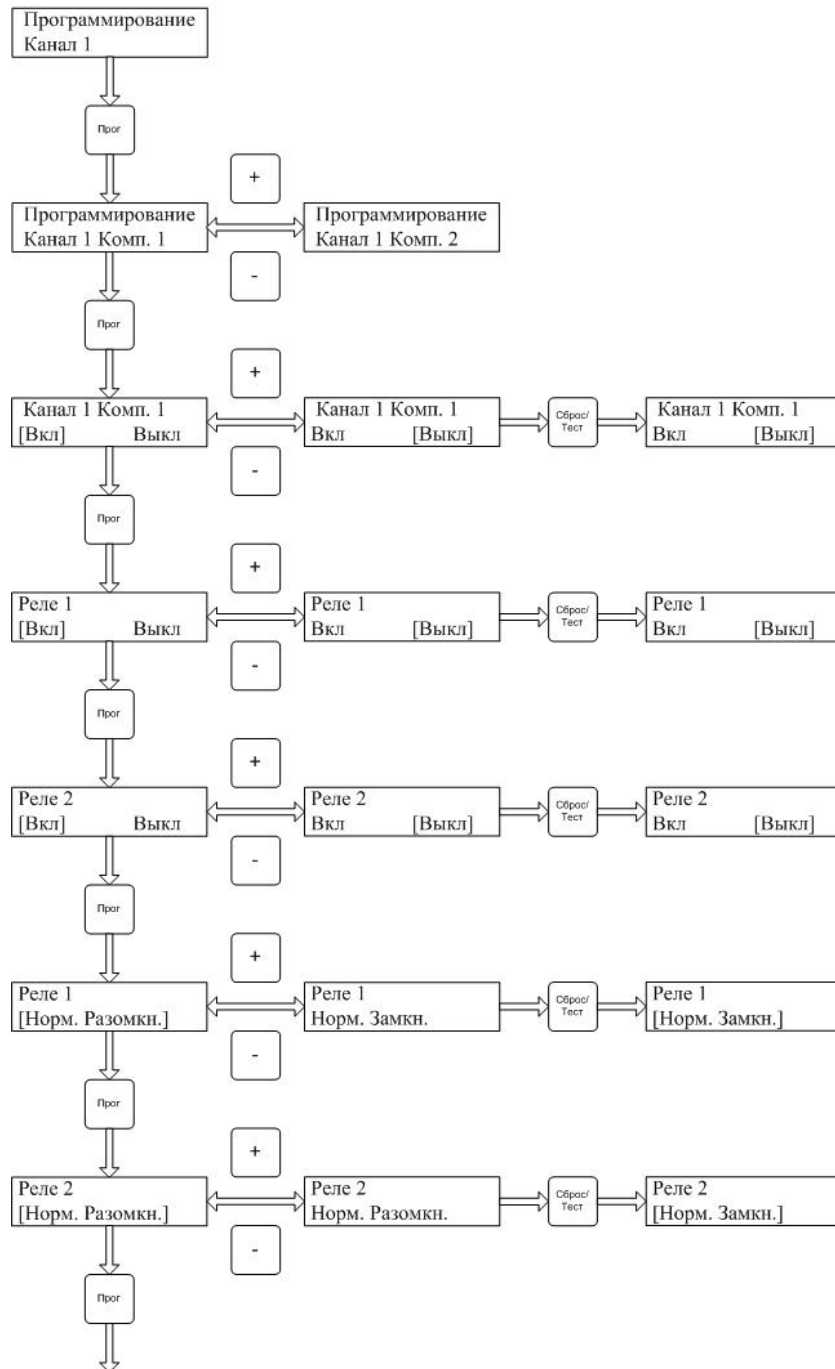 Программирование
Канал 1
Прог
+
Программирование
Канал 1 Комп. 1
Программирование
Канал 1 Комп. 2
-
Прог
+
Канал 1 Комп. 1
[Вкл] Выкл
Канал 1 Комп. 1
Вкл [Выкл]
Сброс/
Тест
Канал 1 Комп. 1
Вкл [Выкл]
-
Прог
+
Реле 1
[Вкл] Выкл
Реле 1
Вкл [Выкл]
Сброс/
Тест
Реле 1
Вкл [Выкл]
-
Прог
+
Реле 2
[Вкл] Выкл
Реле 2
Вкл [Выкл]
Сброс/
Тест
Реле 2
Вкл [Выкл]
-
Прог
+
Реле 1
[Норм. Разомкн.]
Реле 1
Норм. Замкн.
Сброс/
Тест
Реле 1
[Норм. Замкн.]
-
Прог
+
Реле 2
[Норм. Разомкн.]
Реле 2
Норм. Разомкн.
Сброс/
Тест
Реле 2
[Норм. Замкн.]
-
Прог